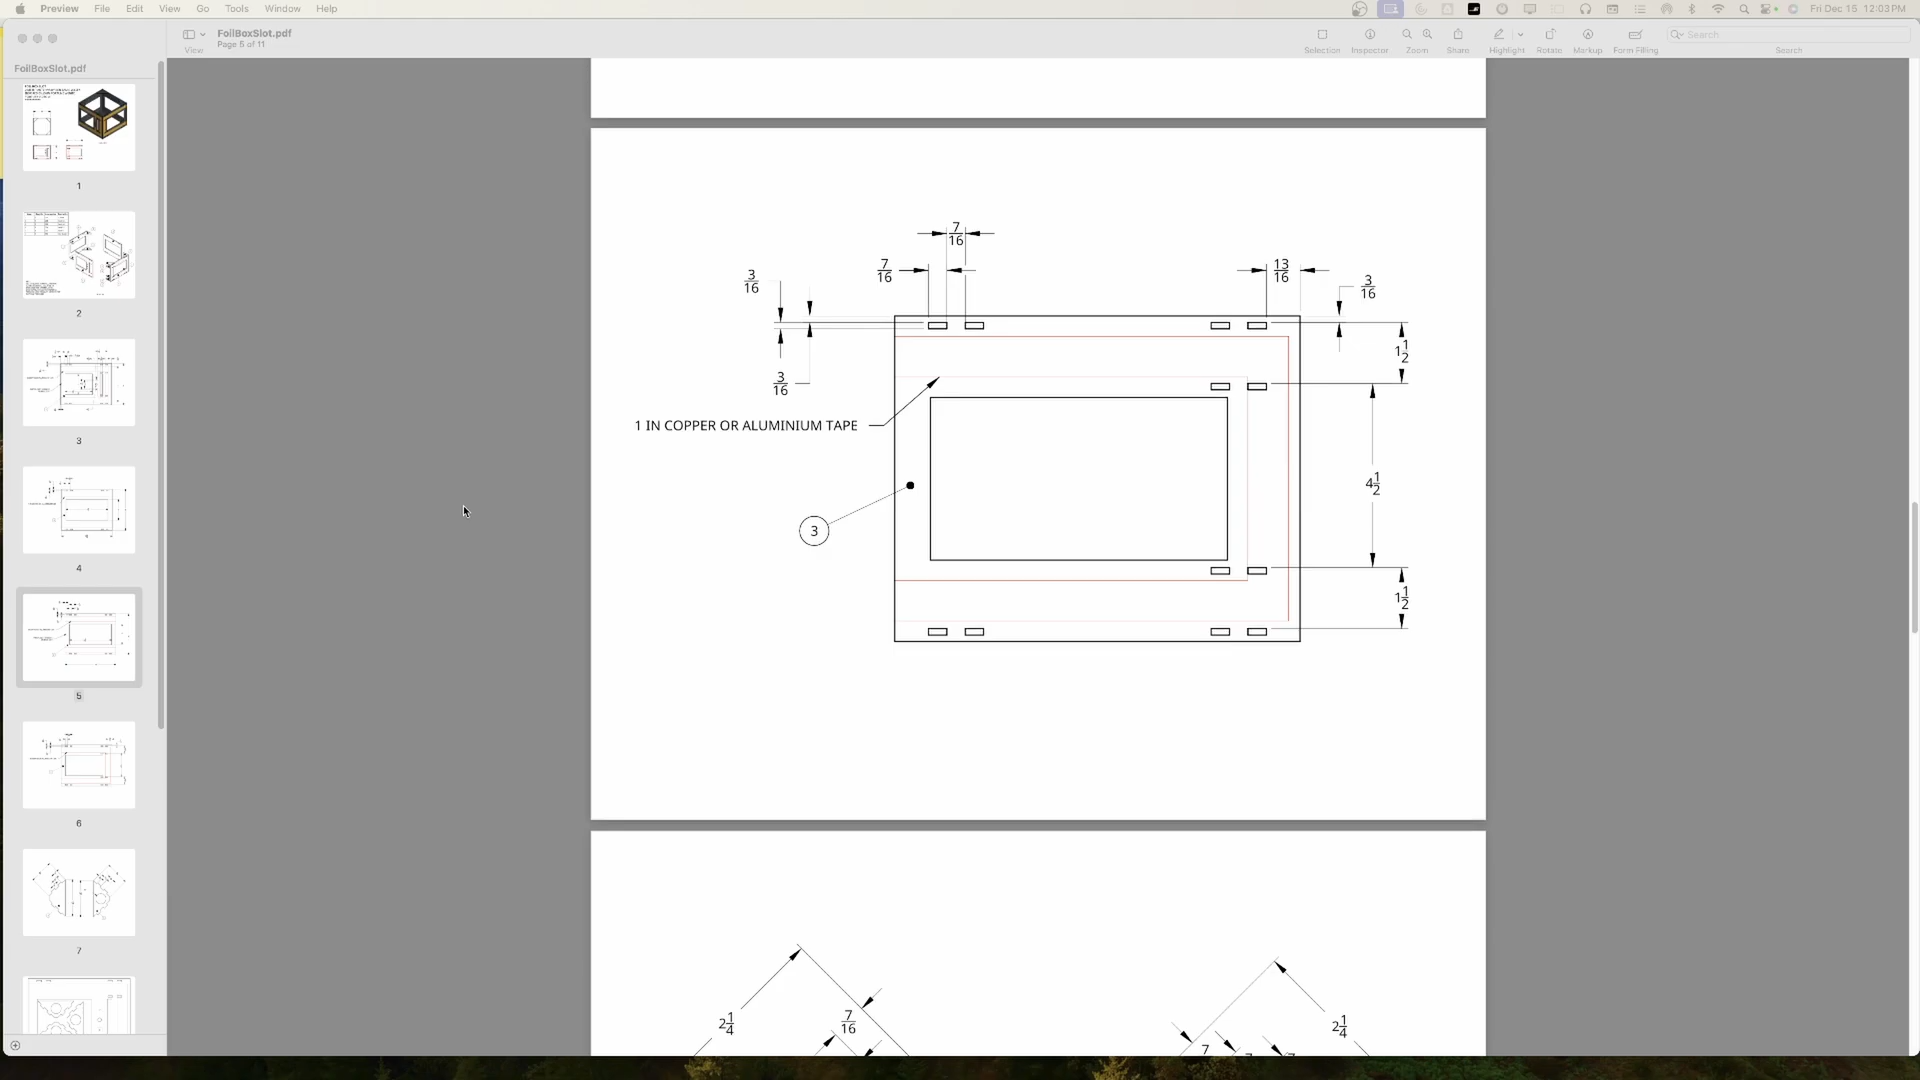 Preview File Edit View Go Tools Window Help
Fri Dec 15 12:03 PM
FoilBoxSlot.pdf
Page 5 of 11
View
Selection Inspector Zoom Share Highlight Rotate Markup Form Filling
Search
Search
FoilBoxSlot.pdf
1
2
3
4
5
6
7
7/16
7/16
13/16
3/16
3/16
1 1/2
3/16
1 IN COPPER OR ALUMINIUM TAPE
4 1/2
3
1 1/2
2 1/4
7/16
2 1/4
7